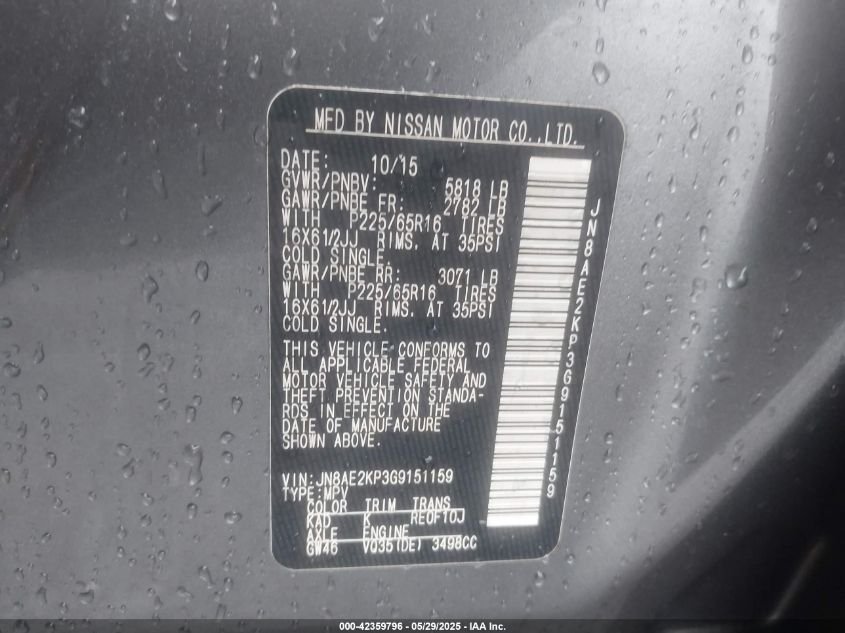 MFD BY NISSAN MOTOR CO.,LTD.
DATE: 10/15
GVWR/PNBV: 5818 LB
GAWR/PNBE FR: 2782 LB
WITH P225/65R16 TIRES
16X61/2JJ RIMS. AT 35PSI
COLD SINGLE.
GAWR/PNBE RR: 3071 LB
WITH P225/65R16 TIRES
16X61/2JJ RIMS. AT 35PSI
COLD SINGLE.
THIS VEHICLE CONFORMS TO
ALL APPLICABLE FEDERAL
MOTOR VEHICLE SAFETY AND
THEFT PREVENTION STANDA-
RDS IN EFFECT ON THE
DATE OF MANUFACTURE
SHOWN ABOVE.
VIN:JN8AE2KP3G9151159
TYPE:MPV
COLOR TRIM TRANS
KAD K RE0F10J
AXLE ENGINE
GW46 VQ35(DE) 3498CC
JN8AE2KP3G9151159
000-42359796 - 05/29/2025 - IAA Inc.